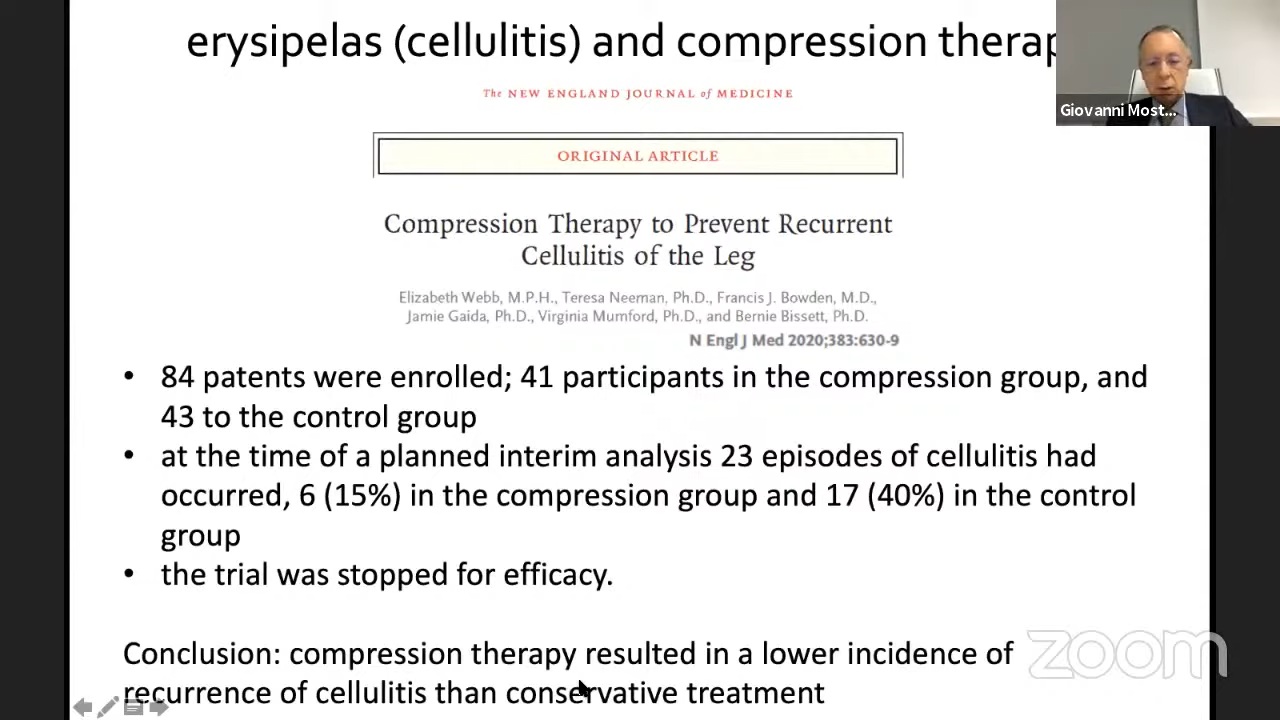 erysipelas (cellulitis) and compression therap
Giovanni Most...
The NEW ENGLAND JOURNAL of MEDICINE
ORIGINAL ARTICLE
Compression Therapy to Prevent Recurrent
Cellulitis of the Leg
Elizabeth Webb, M.P.H., Teresa Neeman, Ph.D., Francis J. Bowden, M.D.,
Jamie Gaida, Ph.D., Virginia Mumford, Ph.D., and Bernie Bissett, Ph.D.
N Engl J Med 2020;383:630-9
• 84 patents were enrolled; 41 participants in the compression group, and
43 to the control group
• at the time of a planned interim analysis 23 episodes of cellulitis had
occurred, 6 (15%) in the compression group and 17 (40%) in the control
group
• the trial was stopped for efficacy.
Conclusion: compression therapy resulted in a lower incidence of
recurrence of cellulitis than conservative treatment
zoom